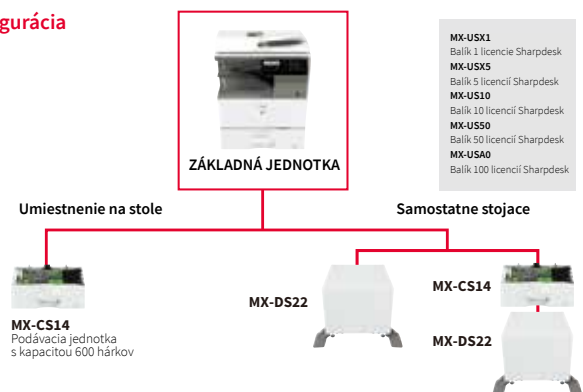 gurácia
ZÁKLADNÁ JEDNOTKA
MX-USX1
Balík 1 licencie Sharpdesk
MX-USX5
Balík 5 licencií Sharpdesk
MX-US10
Balík 10 licencií Sharpdesk
MX-US50
Balík 50 licencií Sharpdesk
MX-USA0
Balík 100 licencií Sharpdesk
Umiestnenie na stole
Samostatne stojace
MX-CS14
Podávacia jednotka
s kapacitou 600 hárkov
MX-DS22
MX-CS14
MX-DS22